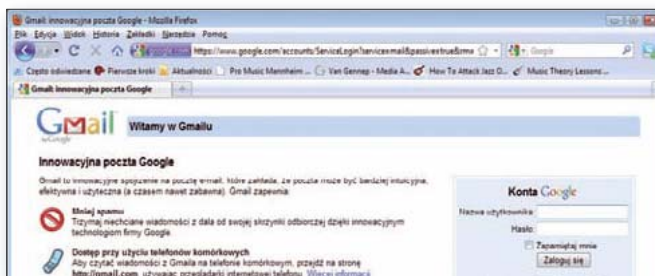 Gmail: innowacyjna poczta Google - Mozilla Firefox
Plik Edycja Widok Historia Zakładki Narzędzia Pomoc
https://www.google.com/accounts/ServiceLogin?service=mail&passive=true&rm
Google
Często odwiedzane Pierwsze kroki Aktualności Pro Music Mannheim ... Van Gennep - Media A... How To Attack Jazz O... Music Theory Lessons ...
Gmail: innowacyjna poczta Google
Gmail by Google Witamy w Gmailu
Innowacyjna poczta Google
Gmail to innowacyjne spojrzenie na pocztę e-mail, które zakłada, że poczta może być bardziej intuicyjna,
efektywna i użyteczna (a czasem nawet zabawna). Gmail zapewnia:
Mniej spamu
Trzymaj niechciane wiadomości z dala od swojej skrzynki odbiorczej dzięki innowacyjnym
technologiom firmy Google.
Dostęp przy użyciu telefonów komórkowych
Aby czytać wiadomości z Gmaila na telefonie komórkowym, przejdź na stronę
http://gmail.com, używając przeglądarki internetowej telefonu. Więcej informacji
Konta Google
Nazwa użytkownika:
Hasło:
Zapamiętaj mnie
Zaloguj się